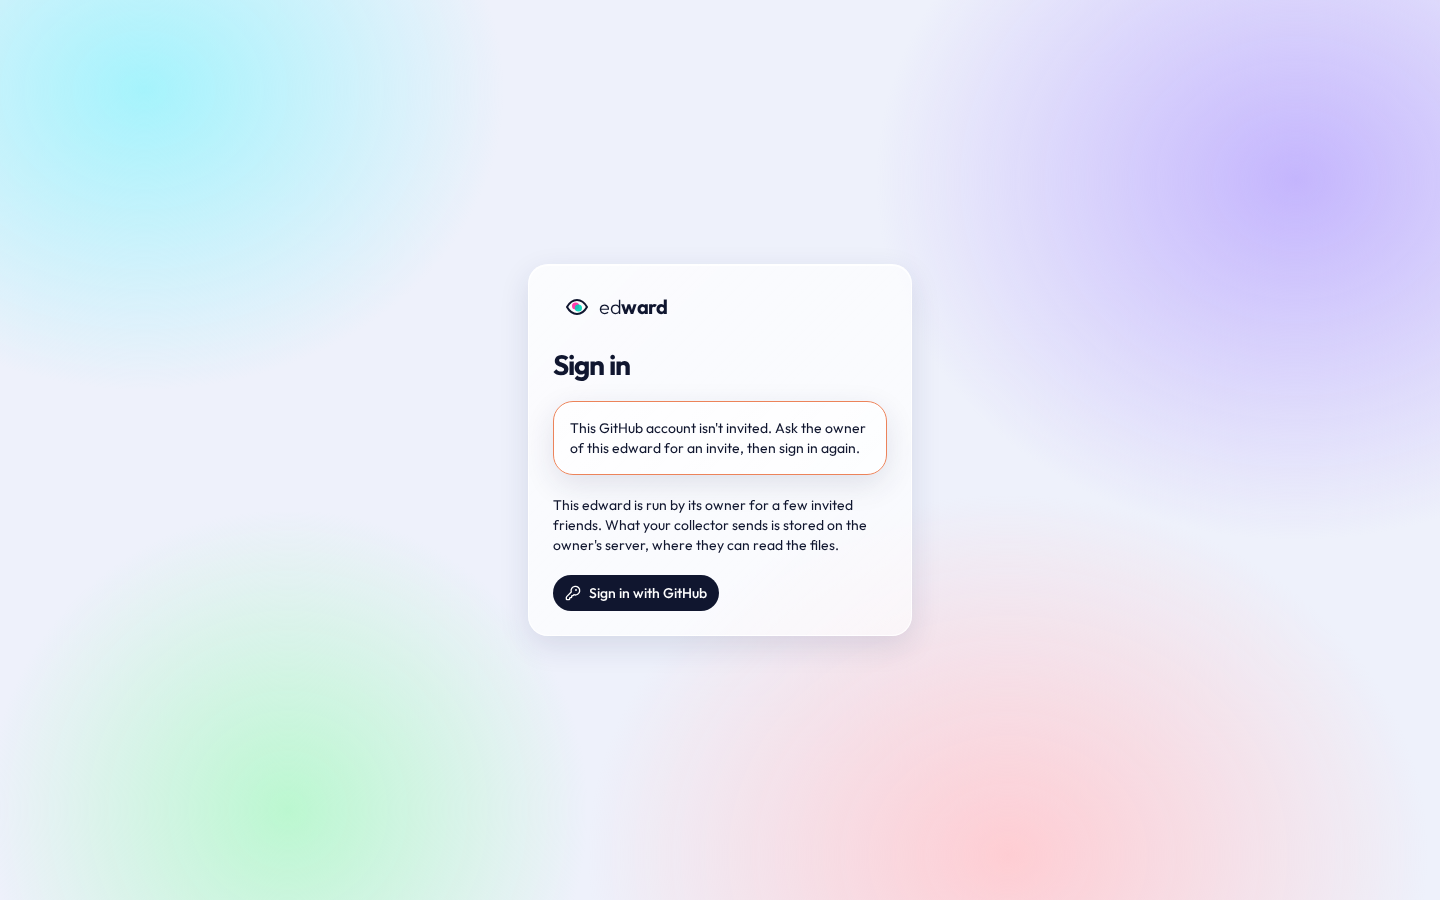 edward
Sign in
This GitHub account isn't invited. Ask the owner
of this edward for an invite, then sign in again.
This edward is run by its owner for a few invited
friends. What your collector sends is stored on the
owner's server, where they can read the files.
Sign in with GitHub